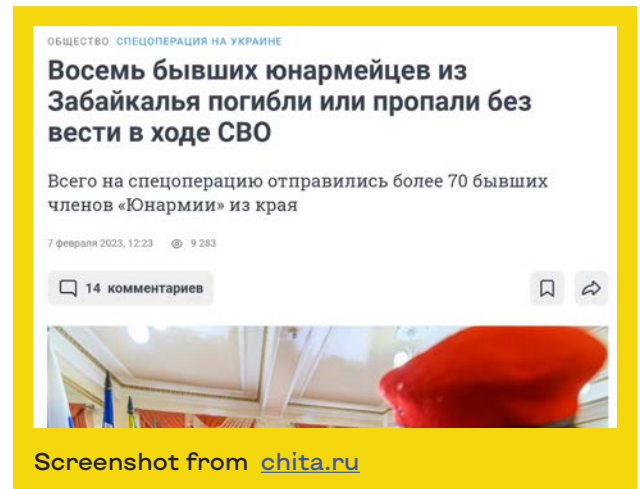 ОБЩЕСТВО СПЕЦОПЕРАЦИЯ НА УКРАИНЕ
Восемь бывших юнармейцев из
Забайкалья погибли или пропали без
вести в ходе СВО
Всего на спецоперацию отправились более 70 бывших
членов «Юнармии» из края
7 февраля 2023, 12:23 9 283
14 комментариев
Screenshot from chita.ru